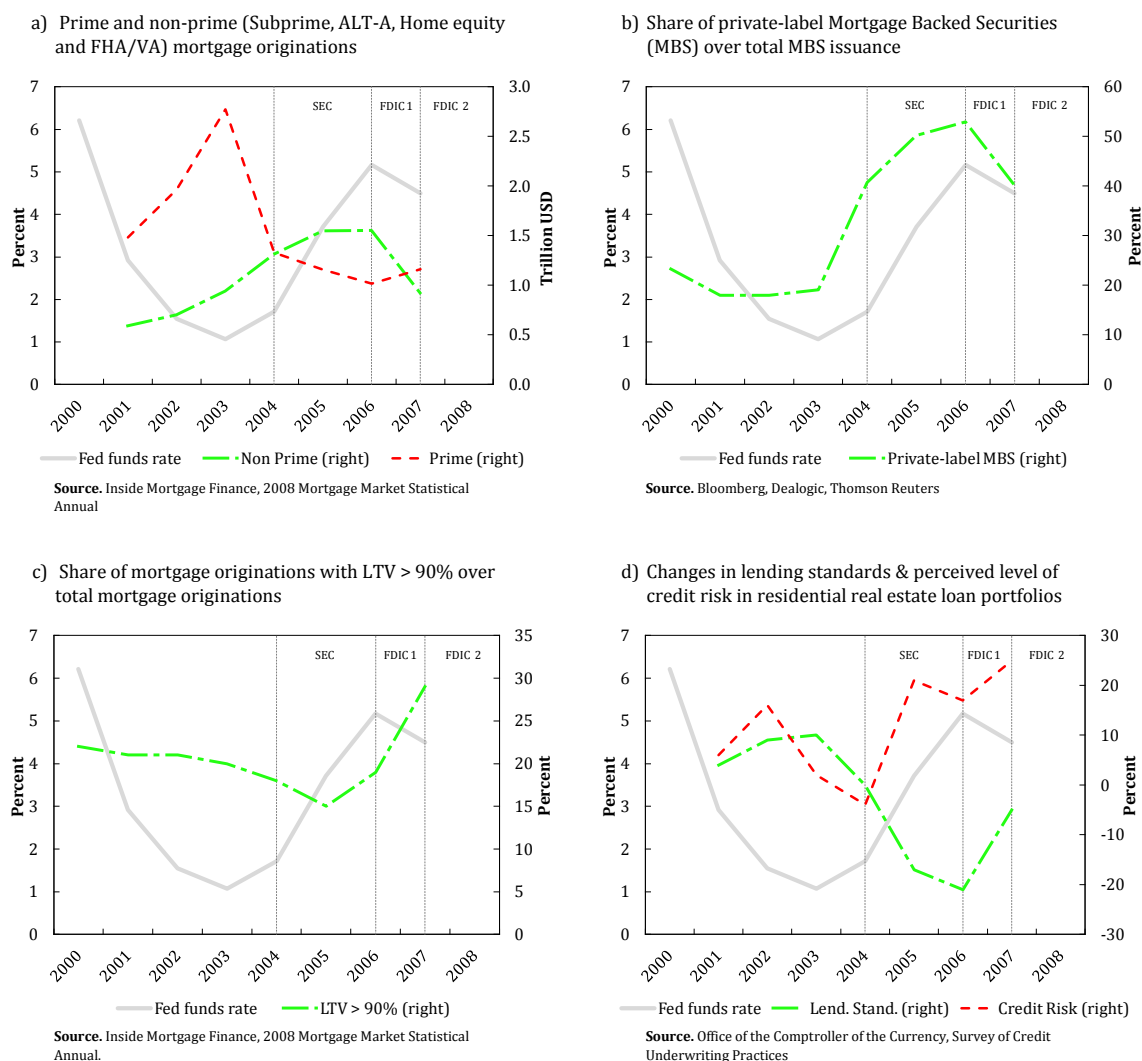 a) Prime and non-prime (Subprime, ALT-A, Home equity
and FHA/VA) mortgage originations
7
6
5
4
3
2
1
0
Percent
3.0
2.5
2.0
1.5
1.0
0.5
0.0
Trillion USD
SEC
FDIC 1
FDIC 2
2000
2001
2002
2003
2004
2005
2006
2007
2008
Fed funds rate
Non Prime (right)
Prime (right)
Source. Inside Mortgage Finance, 2008 Mortgage Market Statistical
Annual
b) Share of private-label Mortgage Backed Securities
(MBS) over total MBS issuance
7
6
5
4
3
2
1
0
Percent
60
50
40
30
20
10
0
Percent
SEC
FDIC 1
FDIC 2
2000
2001
2002
2003
2004
2005
2006
2007
2008
Fed funds rate
Private-label MBS (right)
Source. Bloomberg, Dealogic, Thomson Reuters
c) Share of mortgage originations with LTV > 90% over
total mortgage originations
7
6
5
4
3
2
1
0
Percent
35
30
25
20
15
10
5
0
Percent
SEC
FDIC 1
FDIC 2
2000
2001
2002
2003
2004
2005
2006
2007
2008
Fed funds rate
LTV > 90% (right)
Source. Inside Mortgage Finance, 2008 Mortgage Market Statistical
Annual.
d) Changes in lending standards & perceived level of
credit risk in residential real estate loan portfolios
7
6
5
4
3
2
1
0
Percent
30
20
10
0
-10
-20
-30
Percent
SEC
FDIC 1
FDIC 2
2000
2001
2002
2003
2004
2005
2006
2007
2008
Fed funds rate
Lend. Stand. (right)
Credit Risk (right)
Source. Office of the Comptroller of the Currency, Survey of Credit
Underwriting Practices